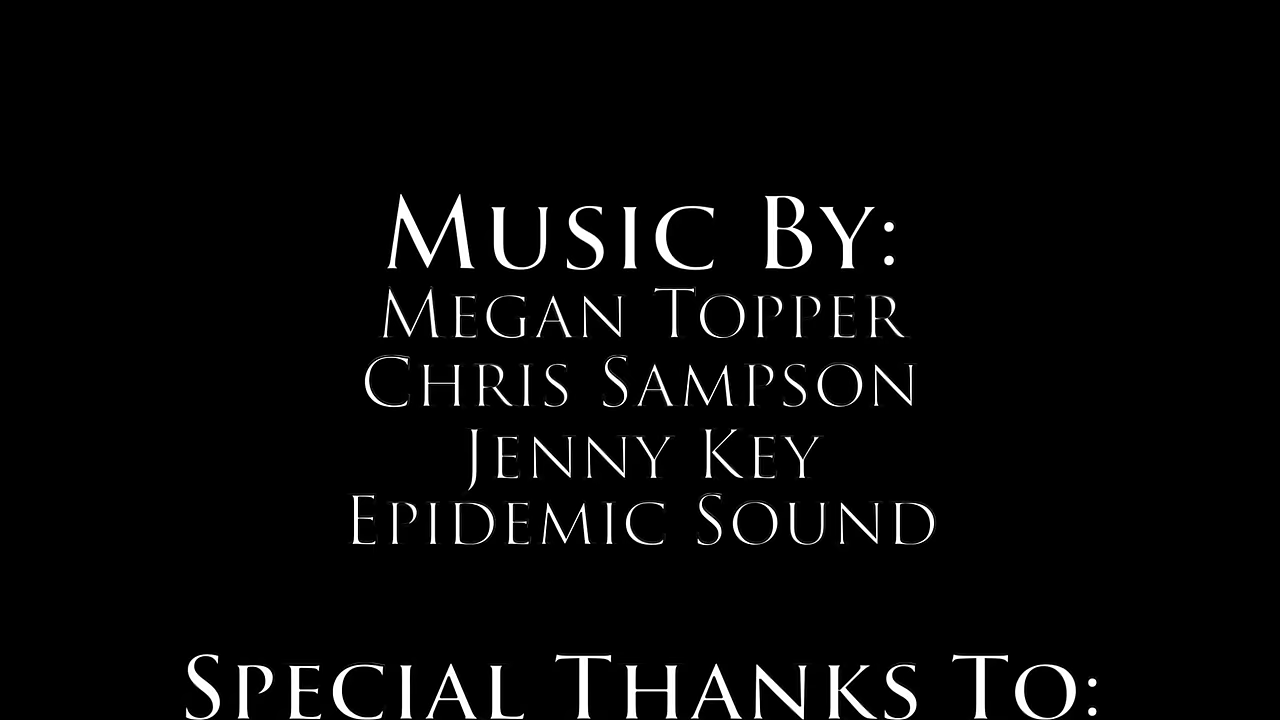 Music By:
Megan Topper
Chris Sampson
Jenny Key
Epidemic Sound
Special Thanks To: